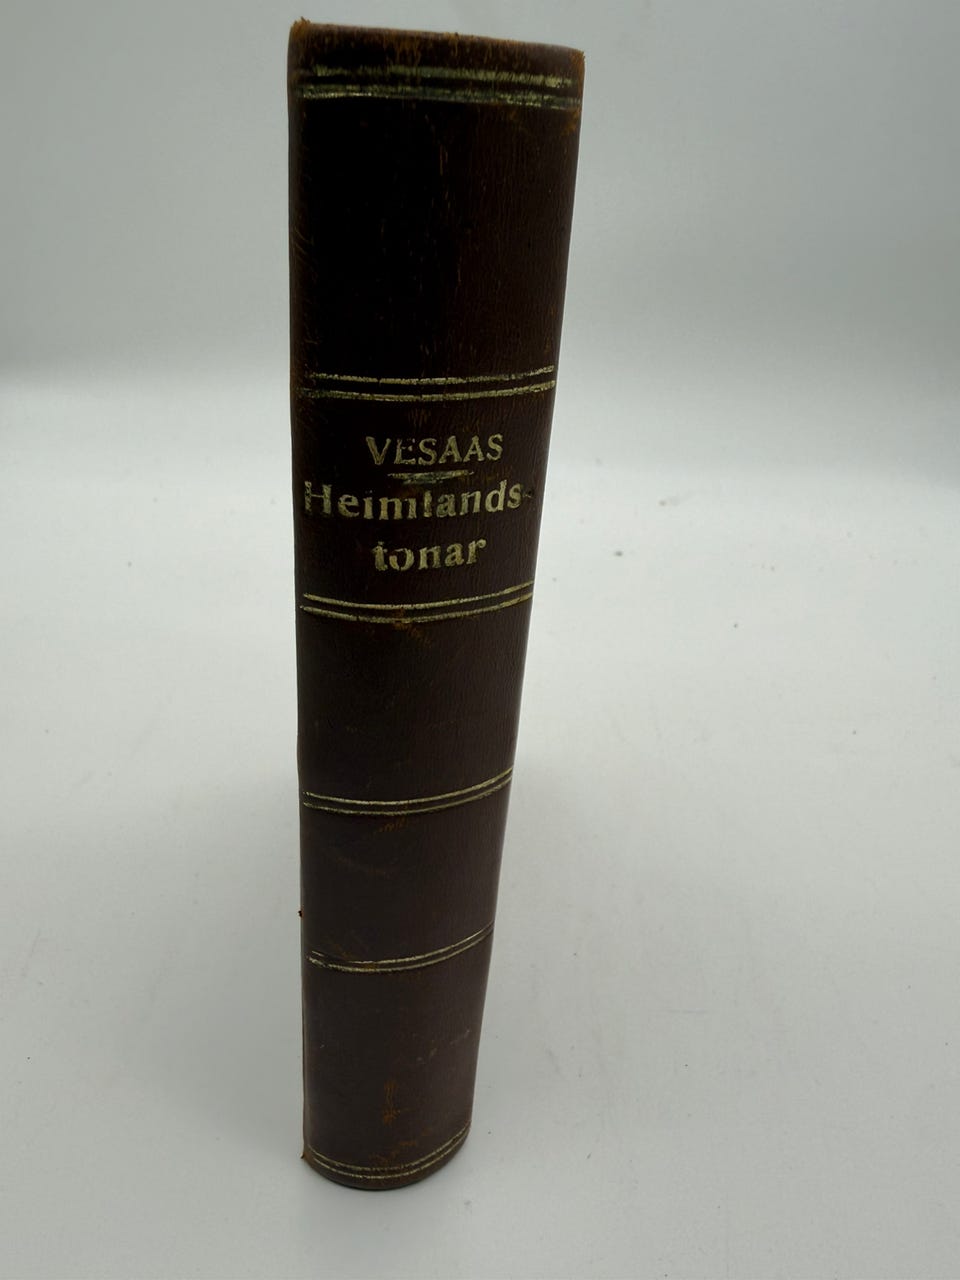 VESAAS
Heimlands-
tonar